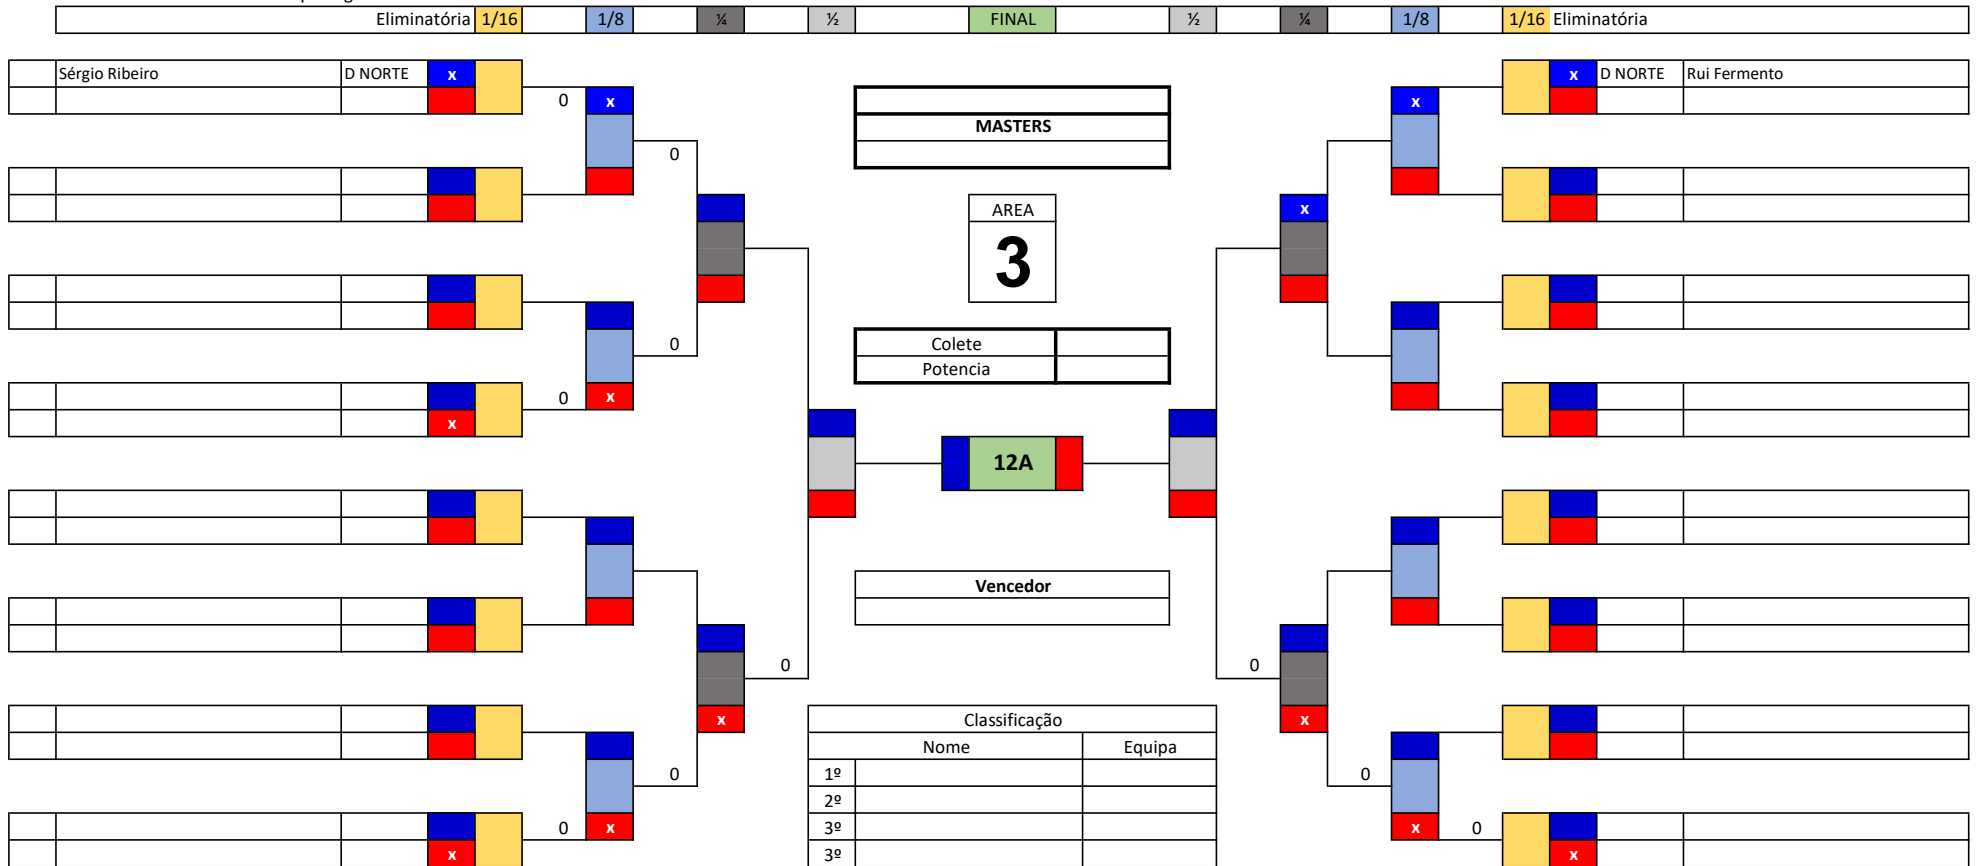 Eliminatória 1/16 1/8 ¼ ½ FINAL ½ ¼ 1/8 1/16 Eliminatória
Sérgio Ribeiro D NORTE x x D NORTE Rui Fermento
0 x x
MASTERS
0
AREA x
3
Colete
0
Potencia
0 x
x
12A
Vencedor
0 0
x Classificação x
Nome Equipa
0 1º 0
2º
0 x 3º x 0
x 3º x